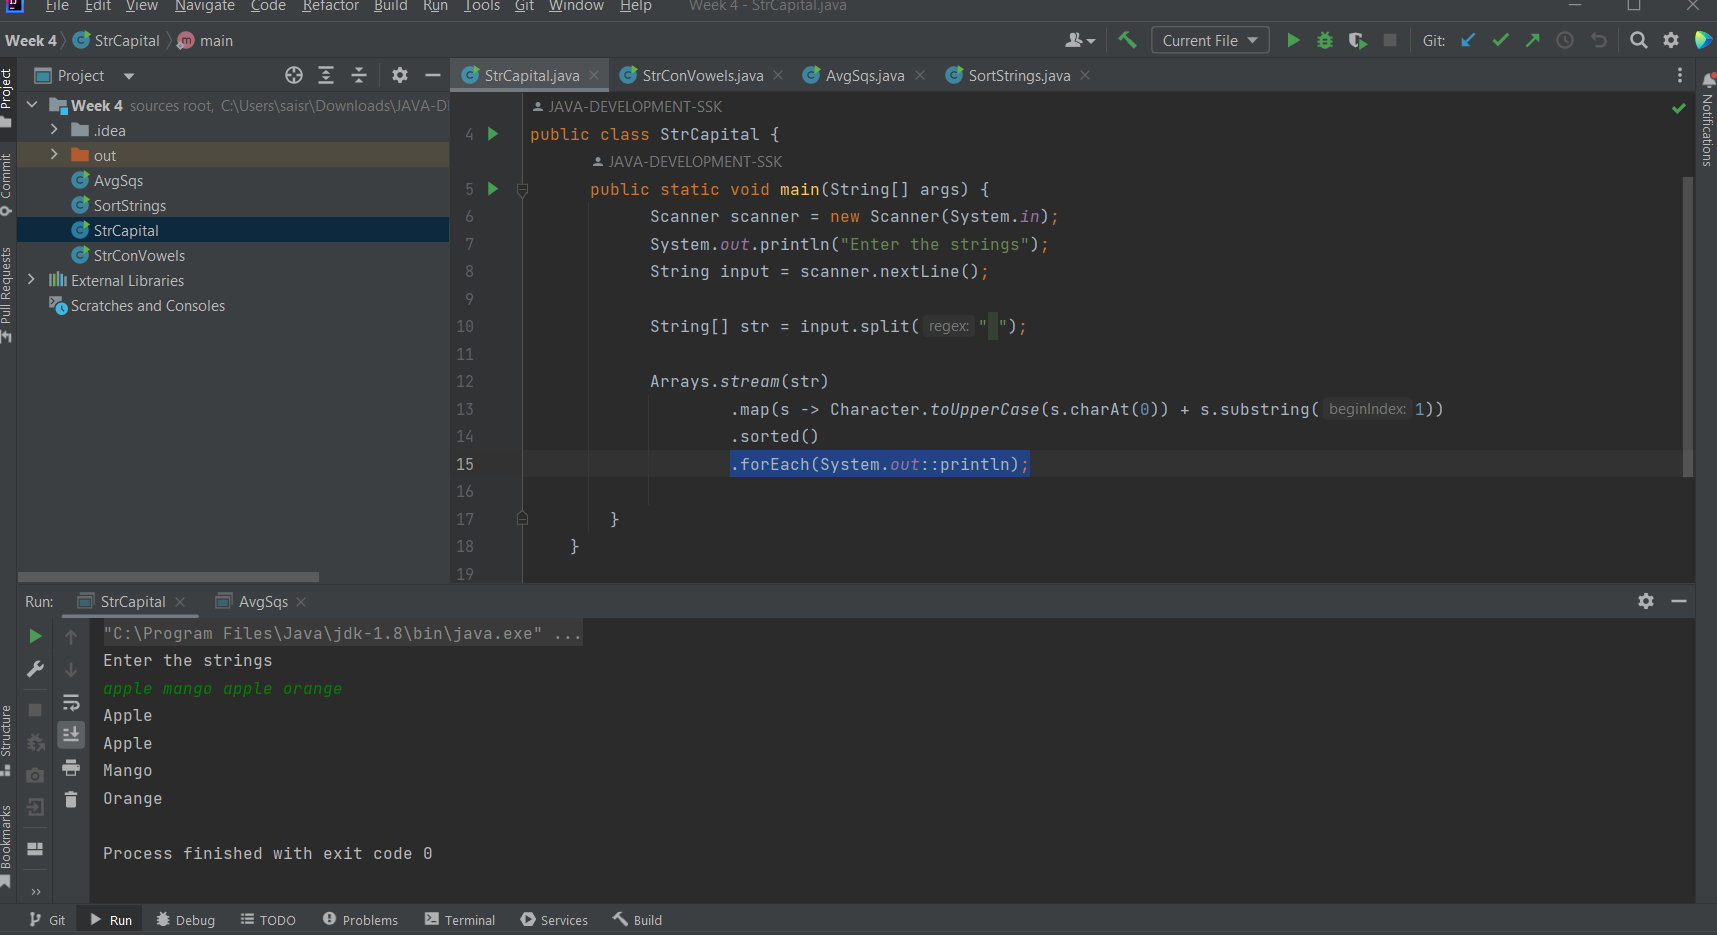 File Edit View Navigate Code Refactor Build Run Tools Git Window Help Week 4 - StrCapital.java
Week 4 StrCapital main Current File Git:
Project StrCapital.java StrConVowels.java AvgSqs.java SortStrings.java
Project
Commit
Pull Requests
Structure
Bookmarks
Notifications
Week 4 sources root, C:\Users\saisr\Downloads\JAVA-D
.idea
out
AvgSqs
SortStrings
StrCapital
StrConVowels
External Libraries
Scratches and Consoles
JAVA-DEVELOPMENT-SSK
4 public class StrCapital {
JAVA-DEVELOPMENT-SSK
5 public static void main(String[] args) {
6 Scanner scanner = new Scanner(System.in);
7 System.out.println("Enter the strings");
8 String input = scanner.nextLine();
9
10 String[] str = input.split( regex: " ");
11
12 Arrays.stream(str)
13 .map(s -> Character.toUpperCase(s.charAt(0)) + s.substring( beginIndex: 1))
14 .sorted()
15 .forEach(System.out::println);
16
17 }
18 }
19
Run: StrCapital AvgSqs
"C:\Program Files\Java\jdk-1.8\bin\java.exe" ...
Enter the strings
apple mango apple orange
Apple
Apple
Mango
Orange
Process finished with exit code 0
Git Run Debug TODO Problems Terminal Services Build